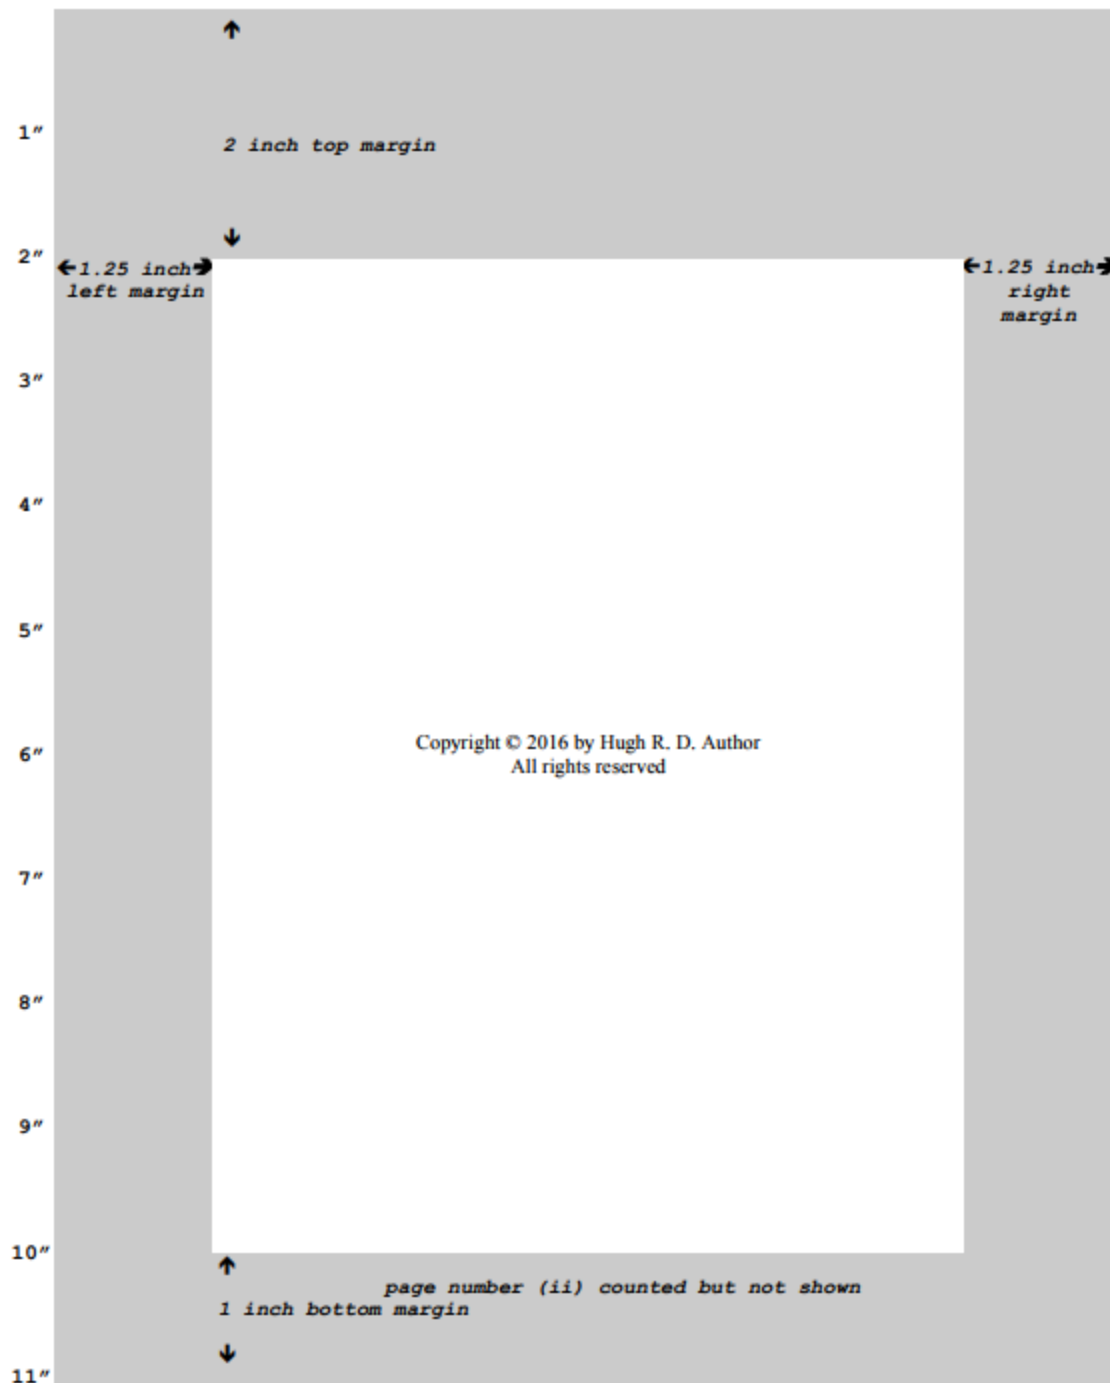 1″
2 inch top margin
2″
←1.25 inch→
left margin
←1.25 inch→
right
margin
3″
4″
5″
Copyright © 2016 by Hugh R. D. Author
6″
All rights reserved
7″
8″
9″
10″
page number (ii) counted but not shown
1 inch bottom margin
11″